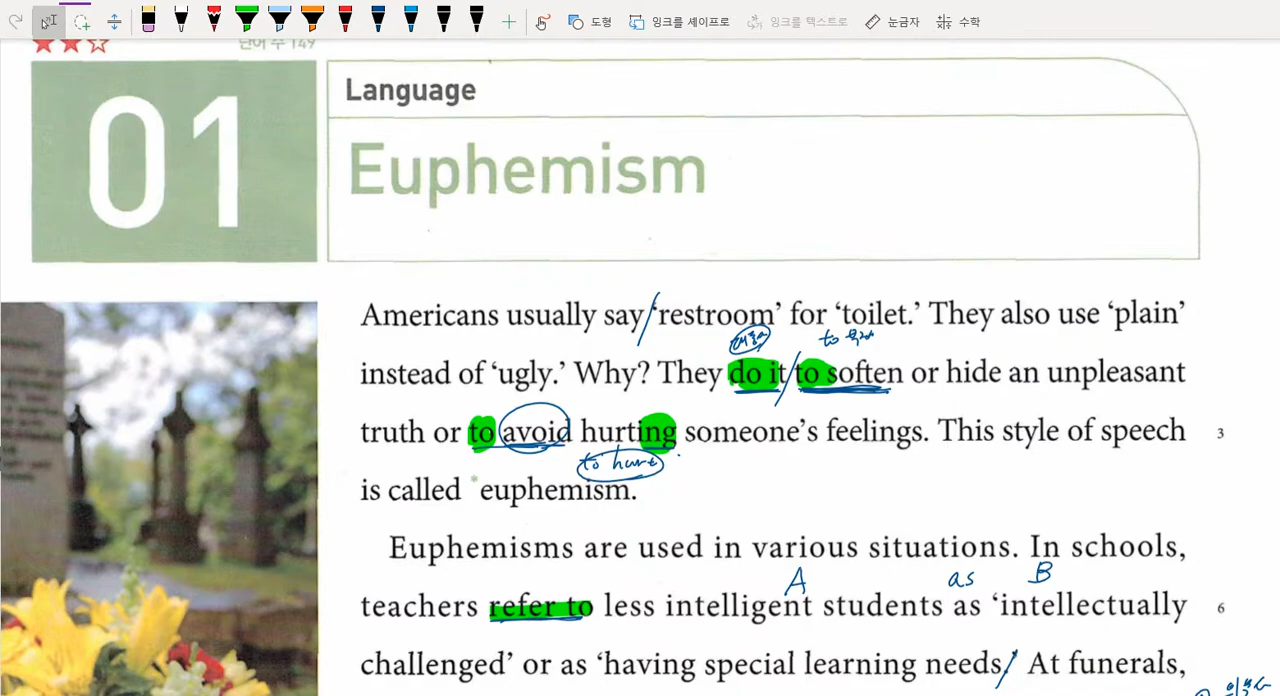 도형 잉크를 셰이프로 잉크를 텍스트로 눈금자 수학
단어 수 149
01
Language
Euphemism
Americans usually say/ 'restroom' for 'toilet.' They also use 'plain'
instead of 'ugly.' Why? They do it/ to soften or hide an unpleasant
truth or to avoid hurting someone's feelings. This style of speech 3
to hurt
is called *euphemism.
Euphemisms are used in various situations. In schools,
A as B
teachers refer to less intelligent students as 'intellectually 6
challenged' or as 'having special learning needs/' At funerals,